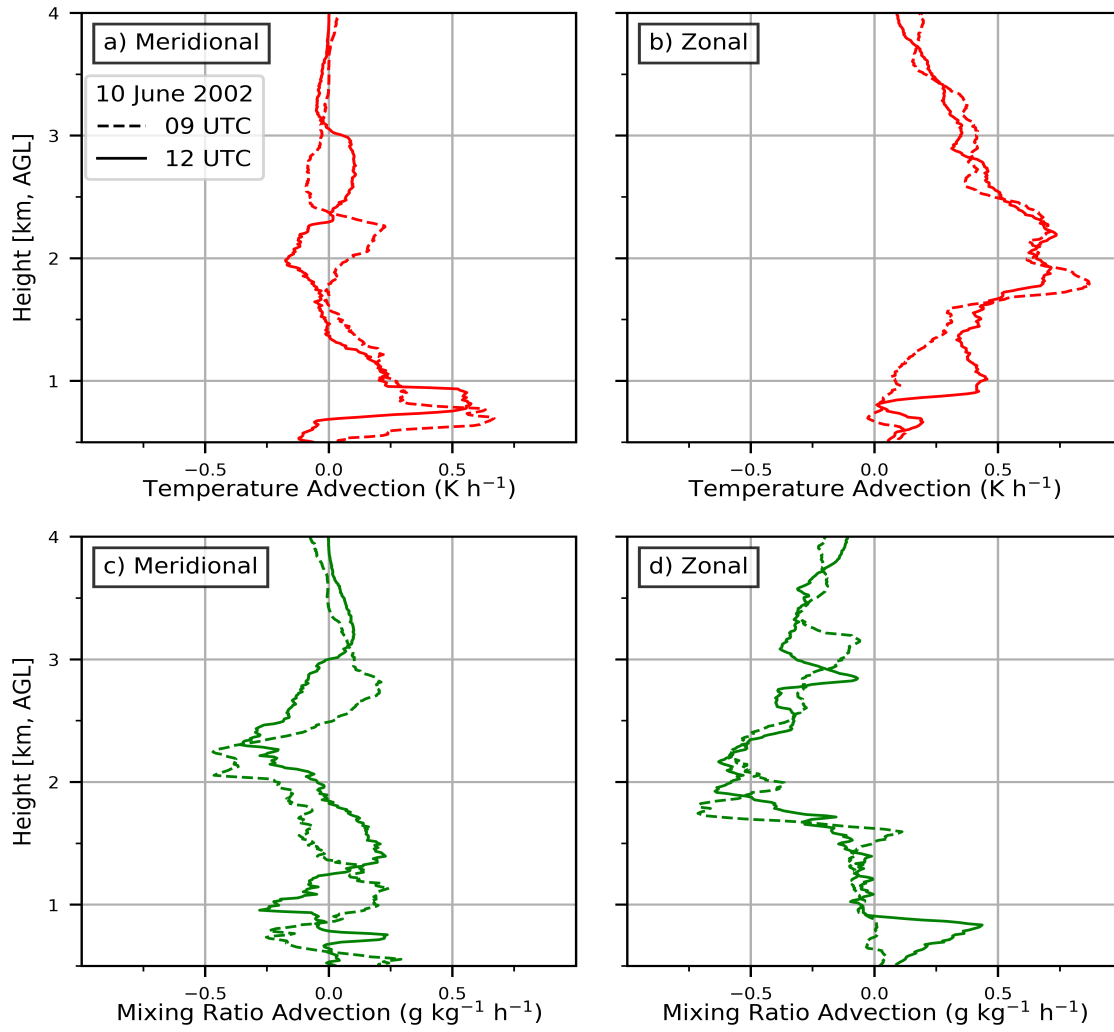 a) Meridional
b) Zonal
10 June 2002
09 UTC
12 UTC
Height [km, AGL]
4
3
2
1
−0.5
0.0
0.5
−0.5
0.0
0.5
Temperature Advection (K h⁻¹)
Temperature Advection (K h⁻¹)
c) Meridional
d) Zonal
Height [km, AGL]
4
3
2
1
−0.5
0.0
0.5
−0.5
0.0
0.5
Mixing Ratio Advection (g kg⁻¹ h⁻¹)
Mixing Ratio Advection (g kg⁻¹ h⁻¹)